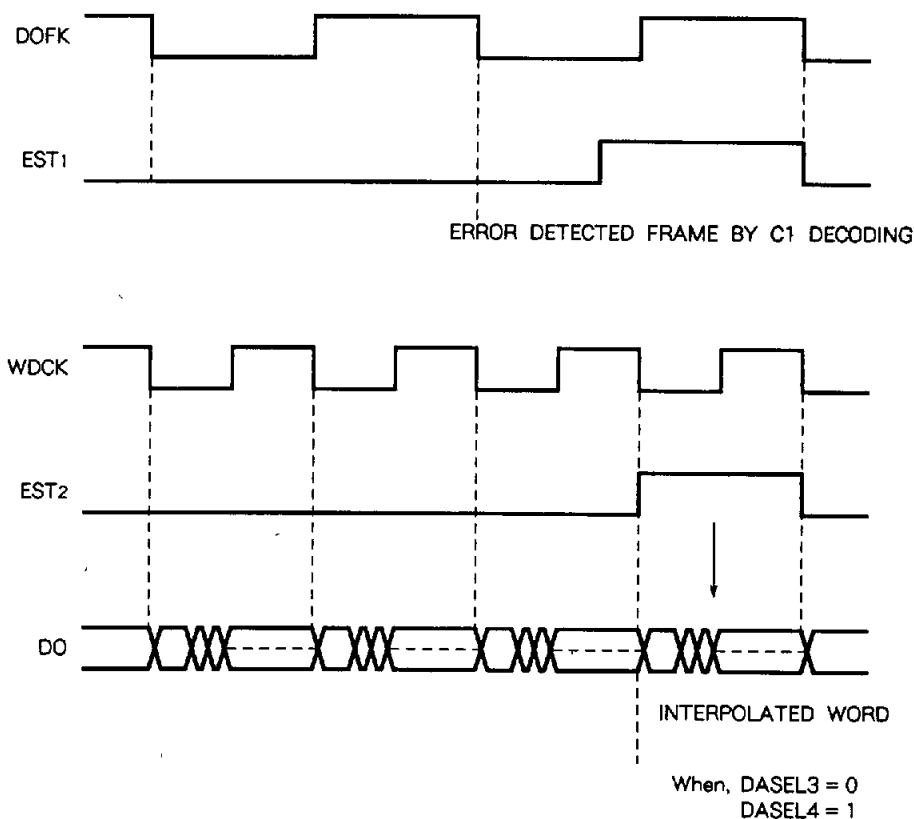 DOFK
EST1
ERROR DETECTED FRAME BY C1 DECODING
WDCK
EST2
DO
INTERPOLATED WORD
When, DASEL3 = 0
DASEL4 = 1